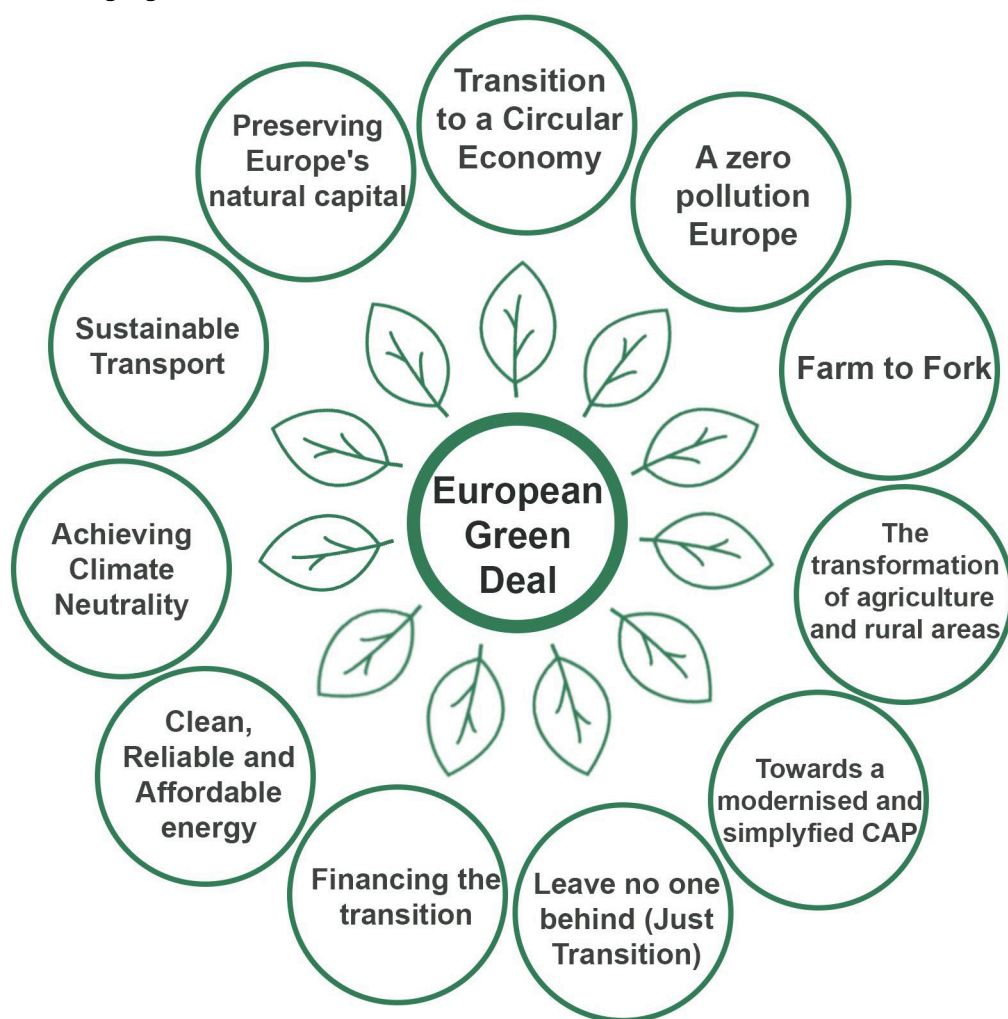 Transition
to a Circular
Economy
A zero
pollution
Europe
Farm to Fork
The
transformation
of agriculture
and rural areas
Towards a
modernised and
simplyfied CAP
Leave no one
behind (Just
Transition)
Financing the
transition
Clean,
Reliable and
Affordable
energy
Achieving
Climate
Neutrality
Sustainable
Transport
Preserving
Europe's
natural capital
European
Green
Deal